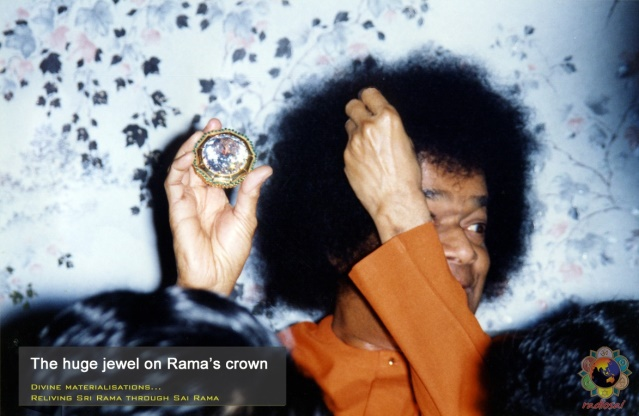 The huge jewel on Rama's crown
Divine materialisations...
Reliving Sri Rama through Sai Rama
radiosai